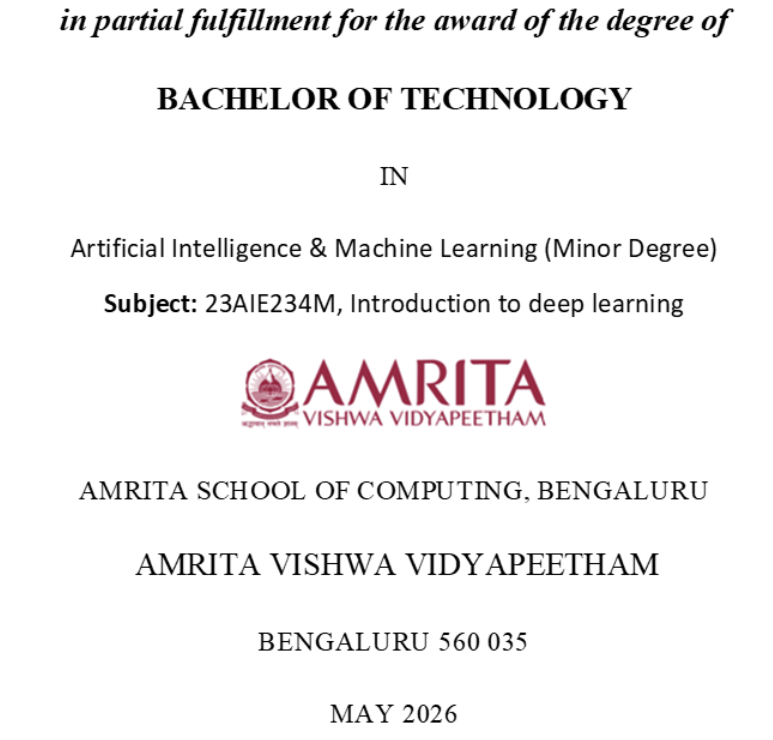 in partial fulfillment for the award of the degree of
BACHELOR OF TECHNOLOGY
IN
Artificial Intelligence & Machine Learning (Minor Degree)
Subject: 23AIE234M, Introduction to deep learning
AMRITA
VISHWA VIDYAPEETHAM
AMRITA SCHOOL OF COMPUTING, BENGALURU
AMRITA VISHWA VIDYAPEETHAM
BENGALURU 560 035
MAY 2026